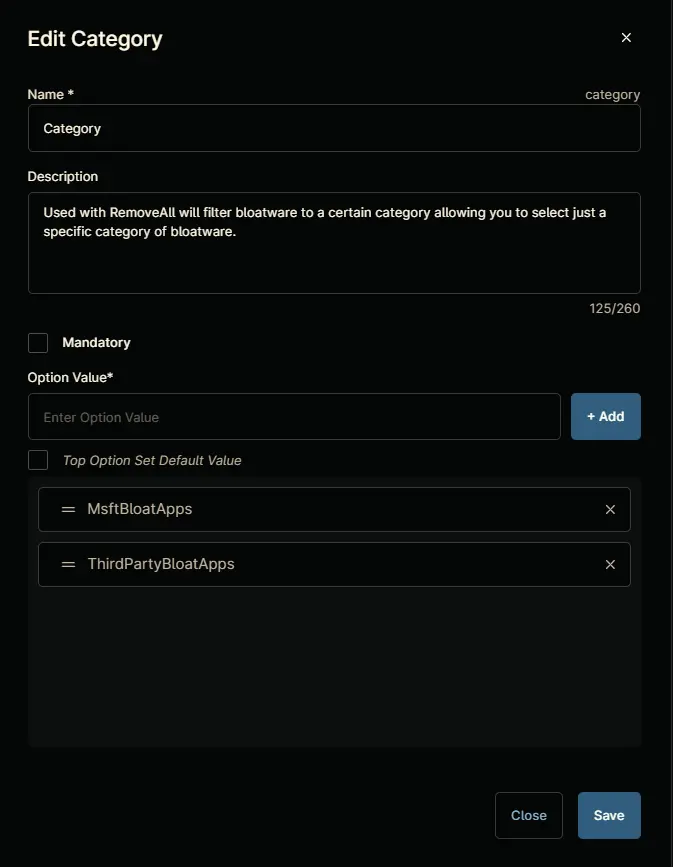 Edit Category
Name *
category
Category
Description
Used with RemoveAll will filter bloatware to a certain category allowing you to select just a
specific category of bloatware.
125/260
Mandatory
Option Value*
Enter Option Value
+ Add
Top Option Set Default Value
MsftBloatApps
ThirdPartyBloatApps
Close
Save